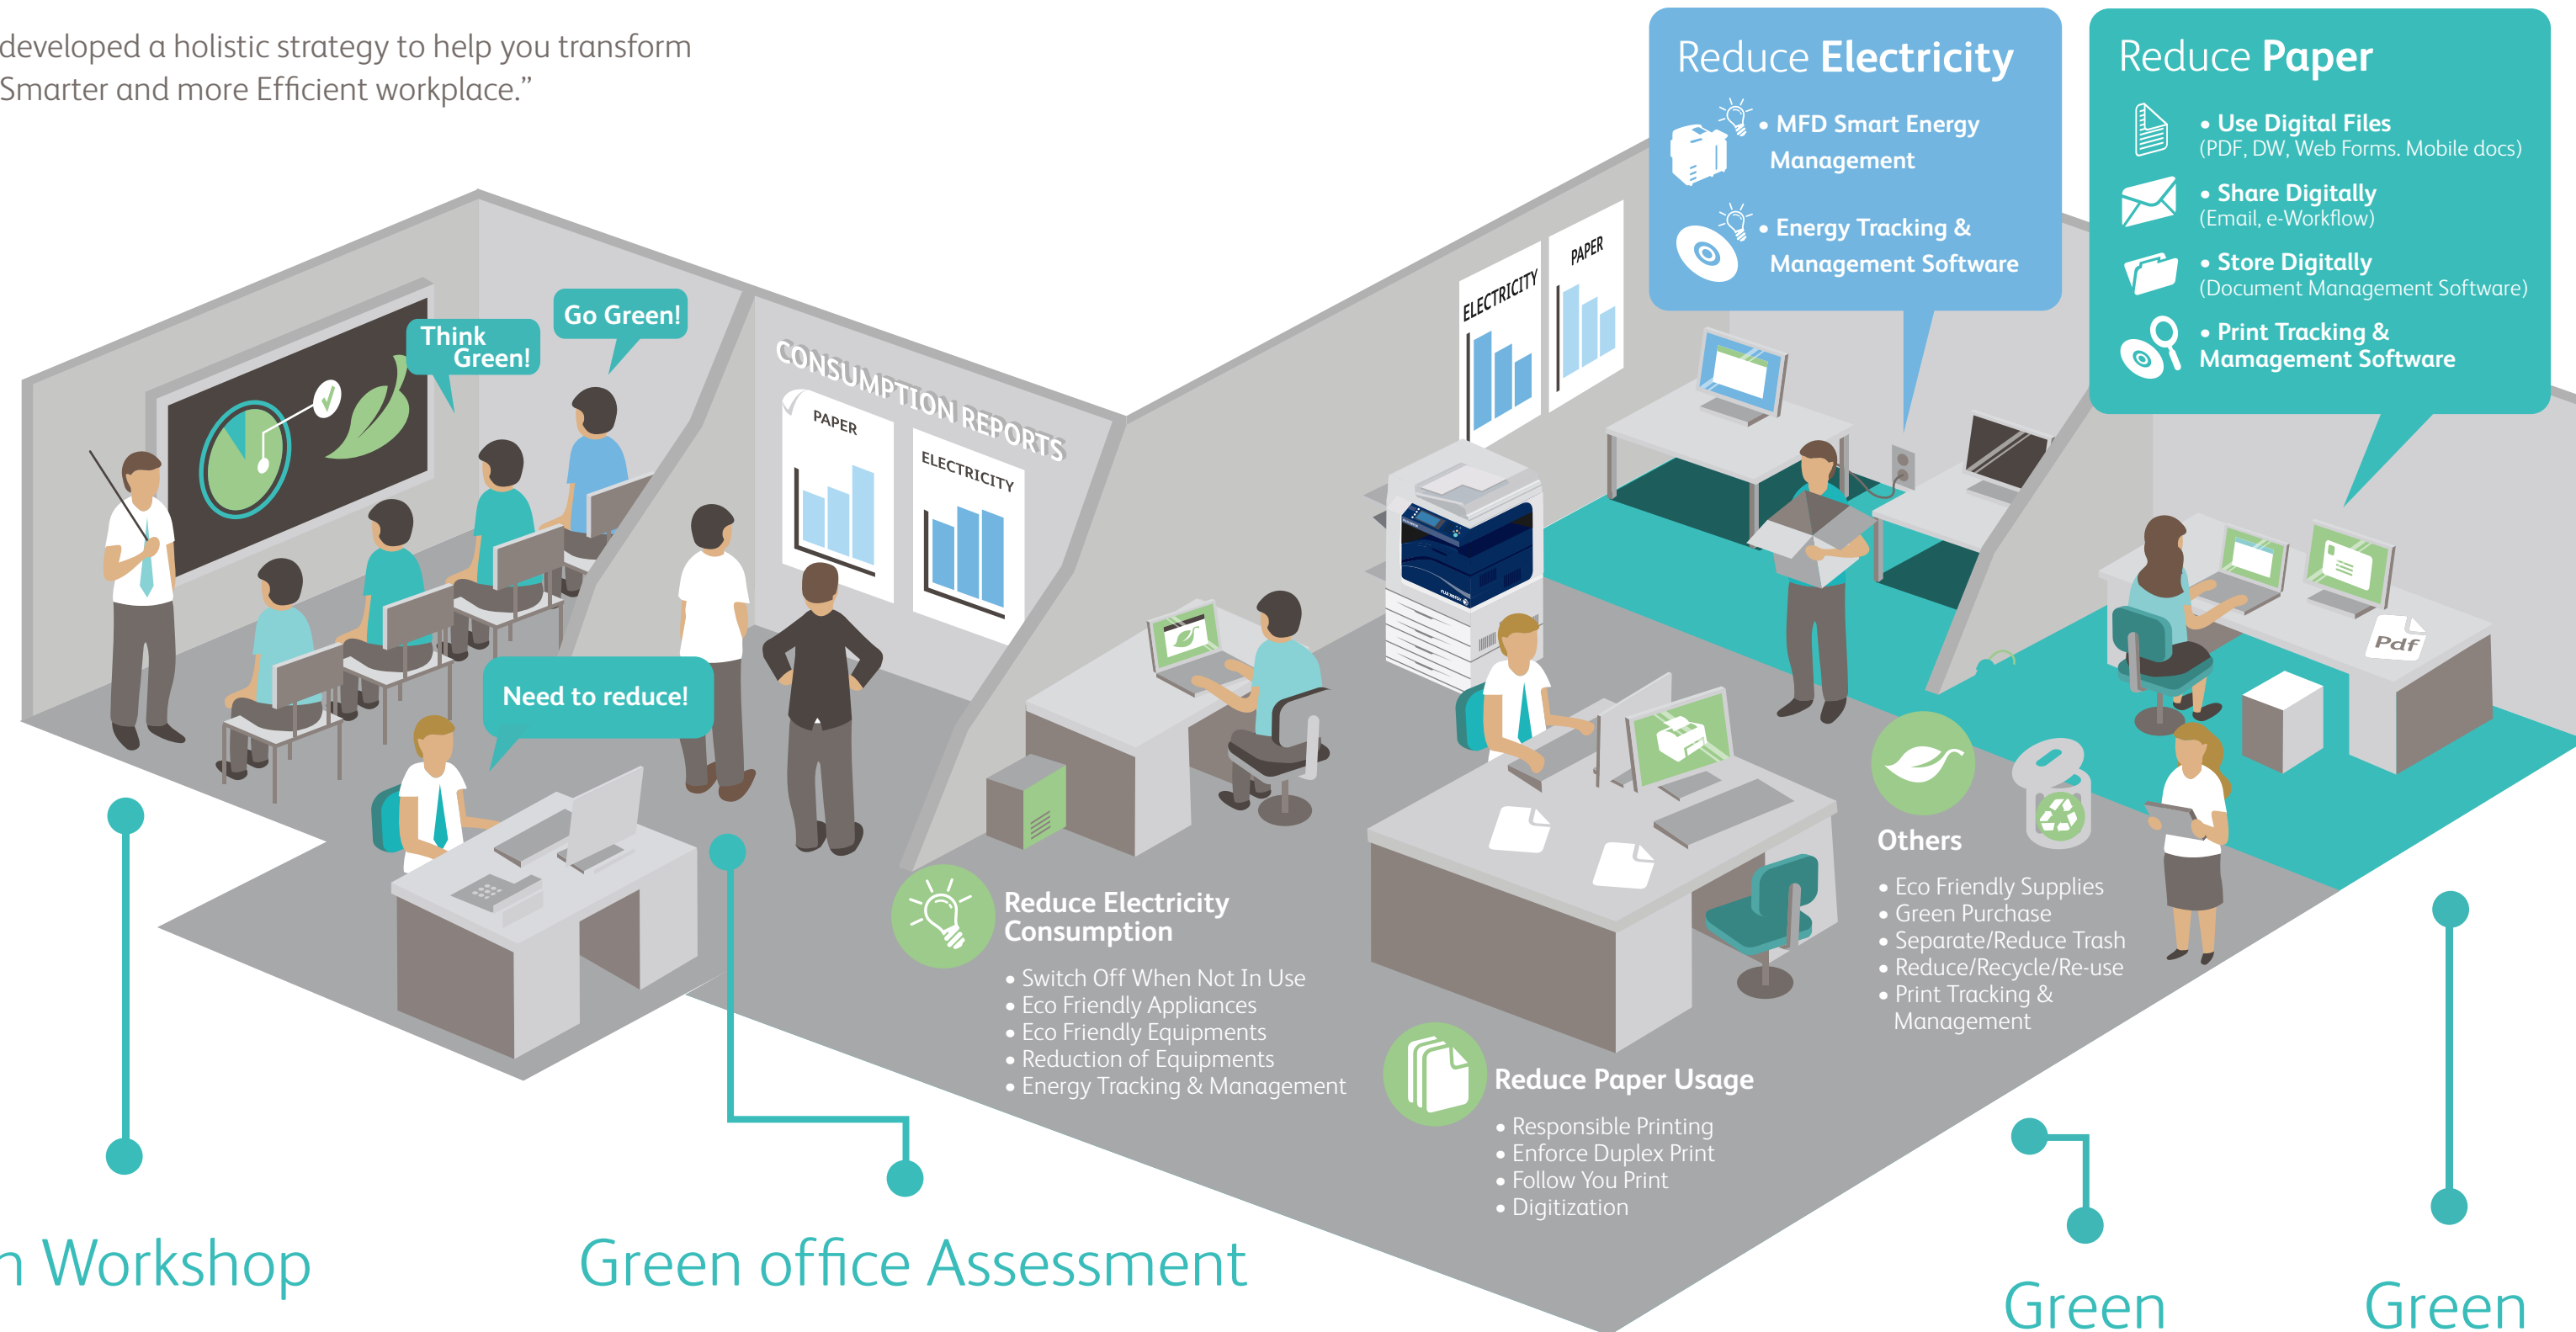 developed a holistic strategy to help you transform
Smarter and more Efficient workplace.”
Reduce Electricity
• MFD Smart Energy
Management
• Energy Tracking &
Management Software
Reduce Paper
• Use Digital Files
(PDF, DW, Web Forms. Mobile docs)
• Share Digitally
(Email, e-Workflow)
• Store Digitally
(Document Management Software)
• Print Tracking &
Mamagement Software
Think
Green!
Go Green!
CONSUMPTION REPORTS
PAPER
ELECTRICITY
ELECTRICITY
PAPER
Need to reduce!
Pdf
Reduce Electricity
Consumption
• Switch Off When Not In Use
• Eco Friendly Appliances
• Eco Friendly Equipments
• Reduction of Equipments
• Energy Tracking & Management
Reduce Paper Usage
• Responsible Printing
• Enforce Duplex Print
• Follow You Print
• Digitization
Others
• Eco Friendly Supplies
• Green Purchase
• Separate/Reduce Trash
• Reduce/Recycle/Re-use
• Print Tracking &
Management
n Workshop
Green office Assessment
Green
Green